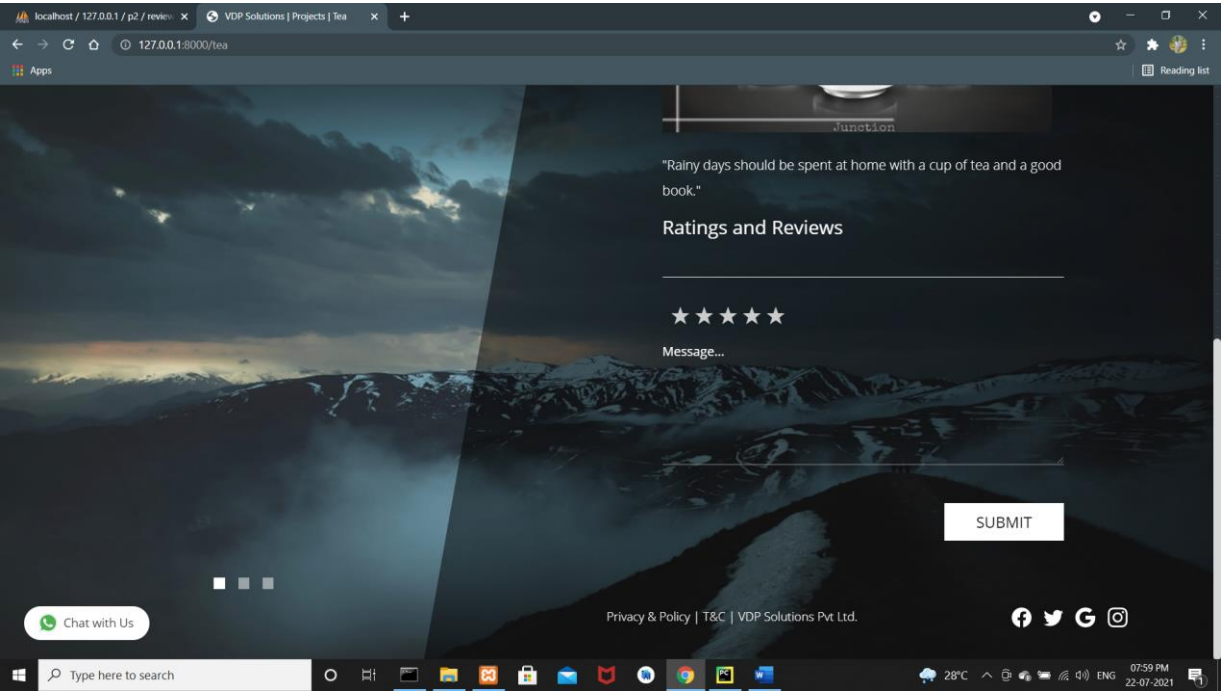 localhost / 127.0.0.1 / p2 / review
VDP Solutions | Projects | Tea
127.0.0.1:8000/tea
Apps
Reading list
Junction
"Rainy days should be spent at home with a cup of tea and a good
book."
Ratings and Reviews
Message...
SUBMIT
Chat with Us
Privacy & Policy | T&C | VDP Solutions Pvt Ltd.
Type here to search
28°C
ENG
07:59 PM
22-07-2021